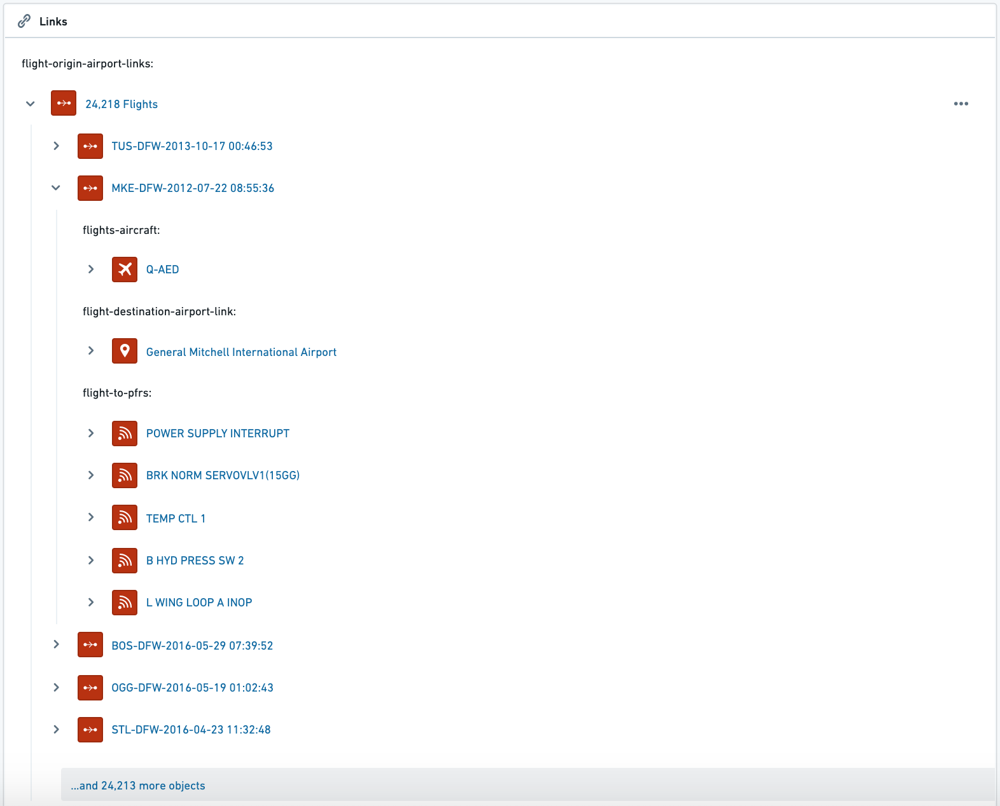 Links
flight-origin-airport-links:
24,218 Flights
TUS-DFW-2013-10-17 00:46:53
MKE-DFW-2012-07-22 08:55:36
flights-aircraft:
Q-AED
flight-destination-airport-link:
General Mitchell International Airport
flight-to-pfrs:
POWER SUPPLY INTERRUPT
BRK NORM SERVOVLV1(15GG)
TEMP CTL 1
B HYD PRESS SW 2
L WING LOOP A INOP
BOS-DFW-2016-05-29 07:39:52
OGG-DFW-2016-05-19 01:02:43
STL-DFW-2016-04-23 11:32:48
...and 24,213 more objects